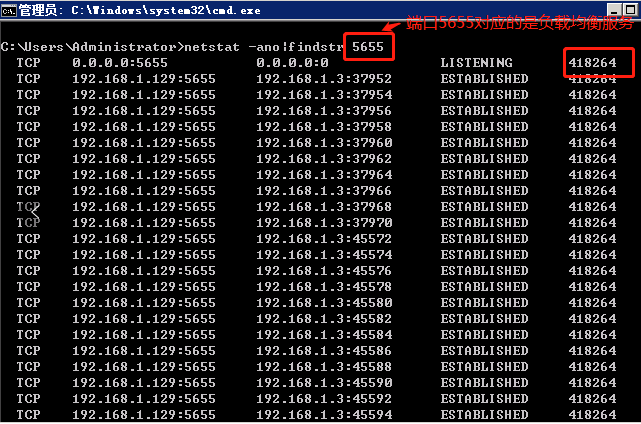 管理员: C:\Windows\system32\cmd.exe
端口5655对应的是负载均衡服务
C:\Users\Administrator>netstat -ano|findstr 5655
TCP 0.0.0.0:5655 0.0.0.0:0 LISTENING 418264
TCP 192.168.1.129:5655 192.168.1.3:37952 ESTABLISHED 418264
TCP 192.168.1.129:5655 192.168.1.3:37954 ESTABLISHED 418264
TCP 192.168.1.129:5655 192.168.1.3:37956 ESTABLISHED 418264
TCP 192.168.1.129:5655 192.168.1.3:37958 ESTABLISHED 418264
TCP 192.168.1.129:5655 192.168.1.3:37960 ESTABLISHED 418264
TCP 192.168.1.129:5655 192.168.1.3:37962 ESTABLISHED 418264
TCP 192.168.1.129:5655 192.168.1.3:37964 ESTABLISHED 418264
TCP 192.168.1.129:5655 192.168.1.3:37966 ESTABLISHED 418264
TCP 192.168.1.129:5655 192.168.1.3:37968 ESTABLISHED 418264
TCP 192.168.1.129:5655 192.168.1.3:37970 ESTABLISHED 418264
TCP 192.168.1.129:5655 192.168.1.3:45572 ESTABLISHED 418264
TCP 192.168.1.129:5655 192.168.1.3:45574 ESTABLISHED 418264
TCP 192.168.1.129:5655 192.168.1.3:45576 ESTABLISHED 418264
TCP 192.168.1.129:5655 192.168.1.3:45578 ESTABLISHED 418264
TCP 192.168.1.129:5655 192.168.1.3:45580 ESTABLISHED 418264
TCP 192.168.1.129:5655 192.168.1.3:45582 ESTABLISHED 418264
TCP 192.168.1.129:5655 192.168.1.3:45584 ESTABLISHED 418264
TCP 192.168.1.129:5655 192.168.1.3:45586 ESTABLISHED 418264
TCP 192.168.1.129:5655 192.168.1.3:45588 ESTABLISHED 418264
TCP 192.168.1.129:5655 192.168.1.3:45590 ESTABLISHED 418264
TCP 192.168.1.129:5655 192.168.1.3:45592 ESTABLISHED 418264
TCP 192.168.1.129:5655 192.168.1.3:45594 ESTABLISHED 418264